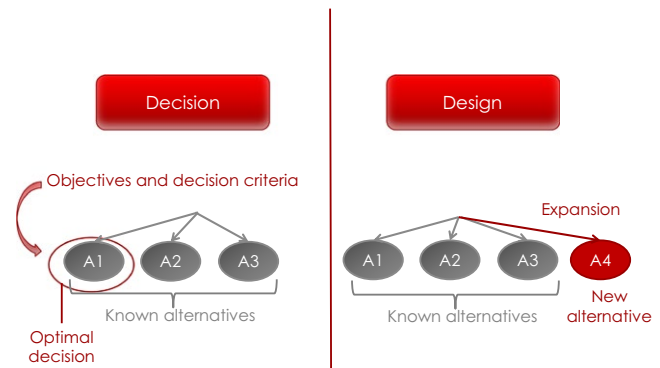 Decision
Objectives and decision criteria
A1
A2
A3
Known alternatives
Optimal
decision
Design
Expansion
A1
A2
A3
A4
Known alternatives
New
alternative